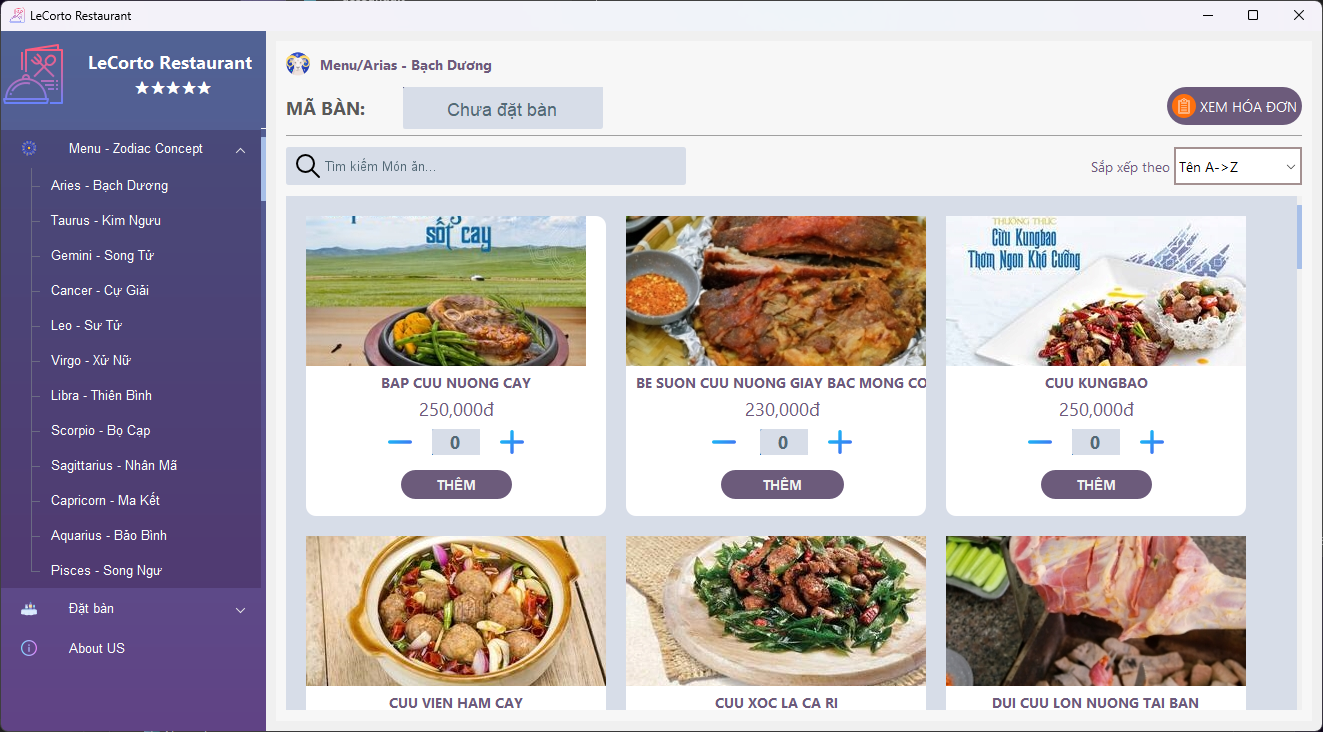 LeCorto Restaurant
LeCorto Restaurant
Menu - Zodiac Concept
Aries - Bạch Dương
Taurus - Kim Ngưu
Gemini - Song Tử
Cancer - Cự Giải
Leo - Sư Tử
Virgo - Xử Nữ
Libra - Thiên Bình
Scorpio - Bọ Cạp
Sagittarius - Nhân Mã
Capricorn - Ma Kết
Aquarius - Bảo Bình
Pisces - Song Ngư
Đặt bàn
About US
Menu/Arias - Bạch Dương
MÃ BÀN:
Chưa đặt bàn
XEM HÓA ĐƠN
Tìm kiếm Món ăn...
Sắp xếp theo
Tên A->Z
sốt cay
THƯỞNG THỨC
Cừu Kungbao
Thơm Ngon Khó Cưỡng
BAP CUU NUONG CAY
250,000đ
0
THÊM
BE SUON CUU NUONG GIAY BAC MONG CO
230,000đ
0
THÊM
CUU KUNGBAO
250,000đ
0
THÊM
CUU VIEN HAM CAY
CUU XOC LA CA RI
DUI CUU LON NUONG TAI BAN